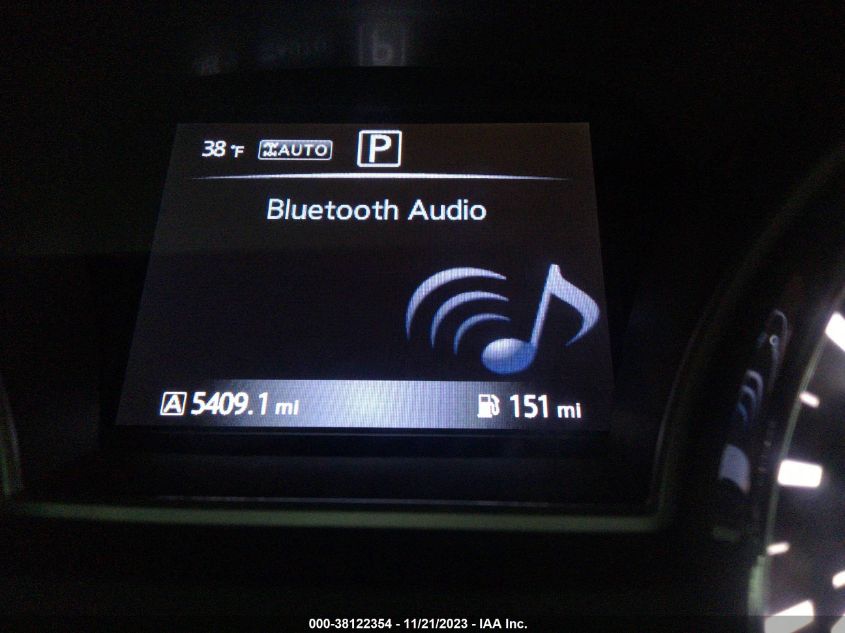 38 °F AUTO P
Bluetooth Audio
A 5409.1 mi 151 mi
000-38122354 - 11/21/2023 - IAA Inc.